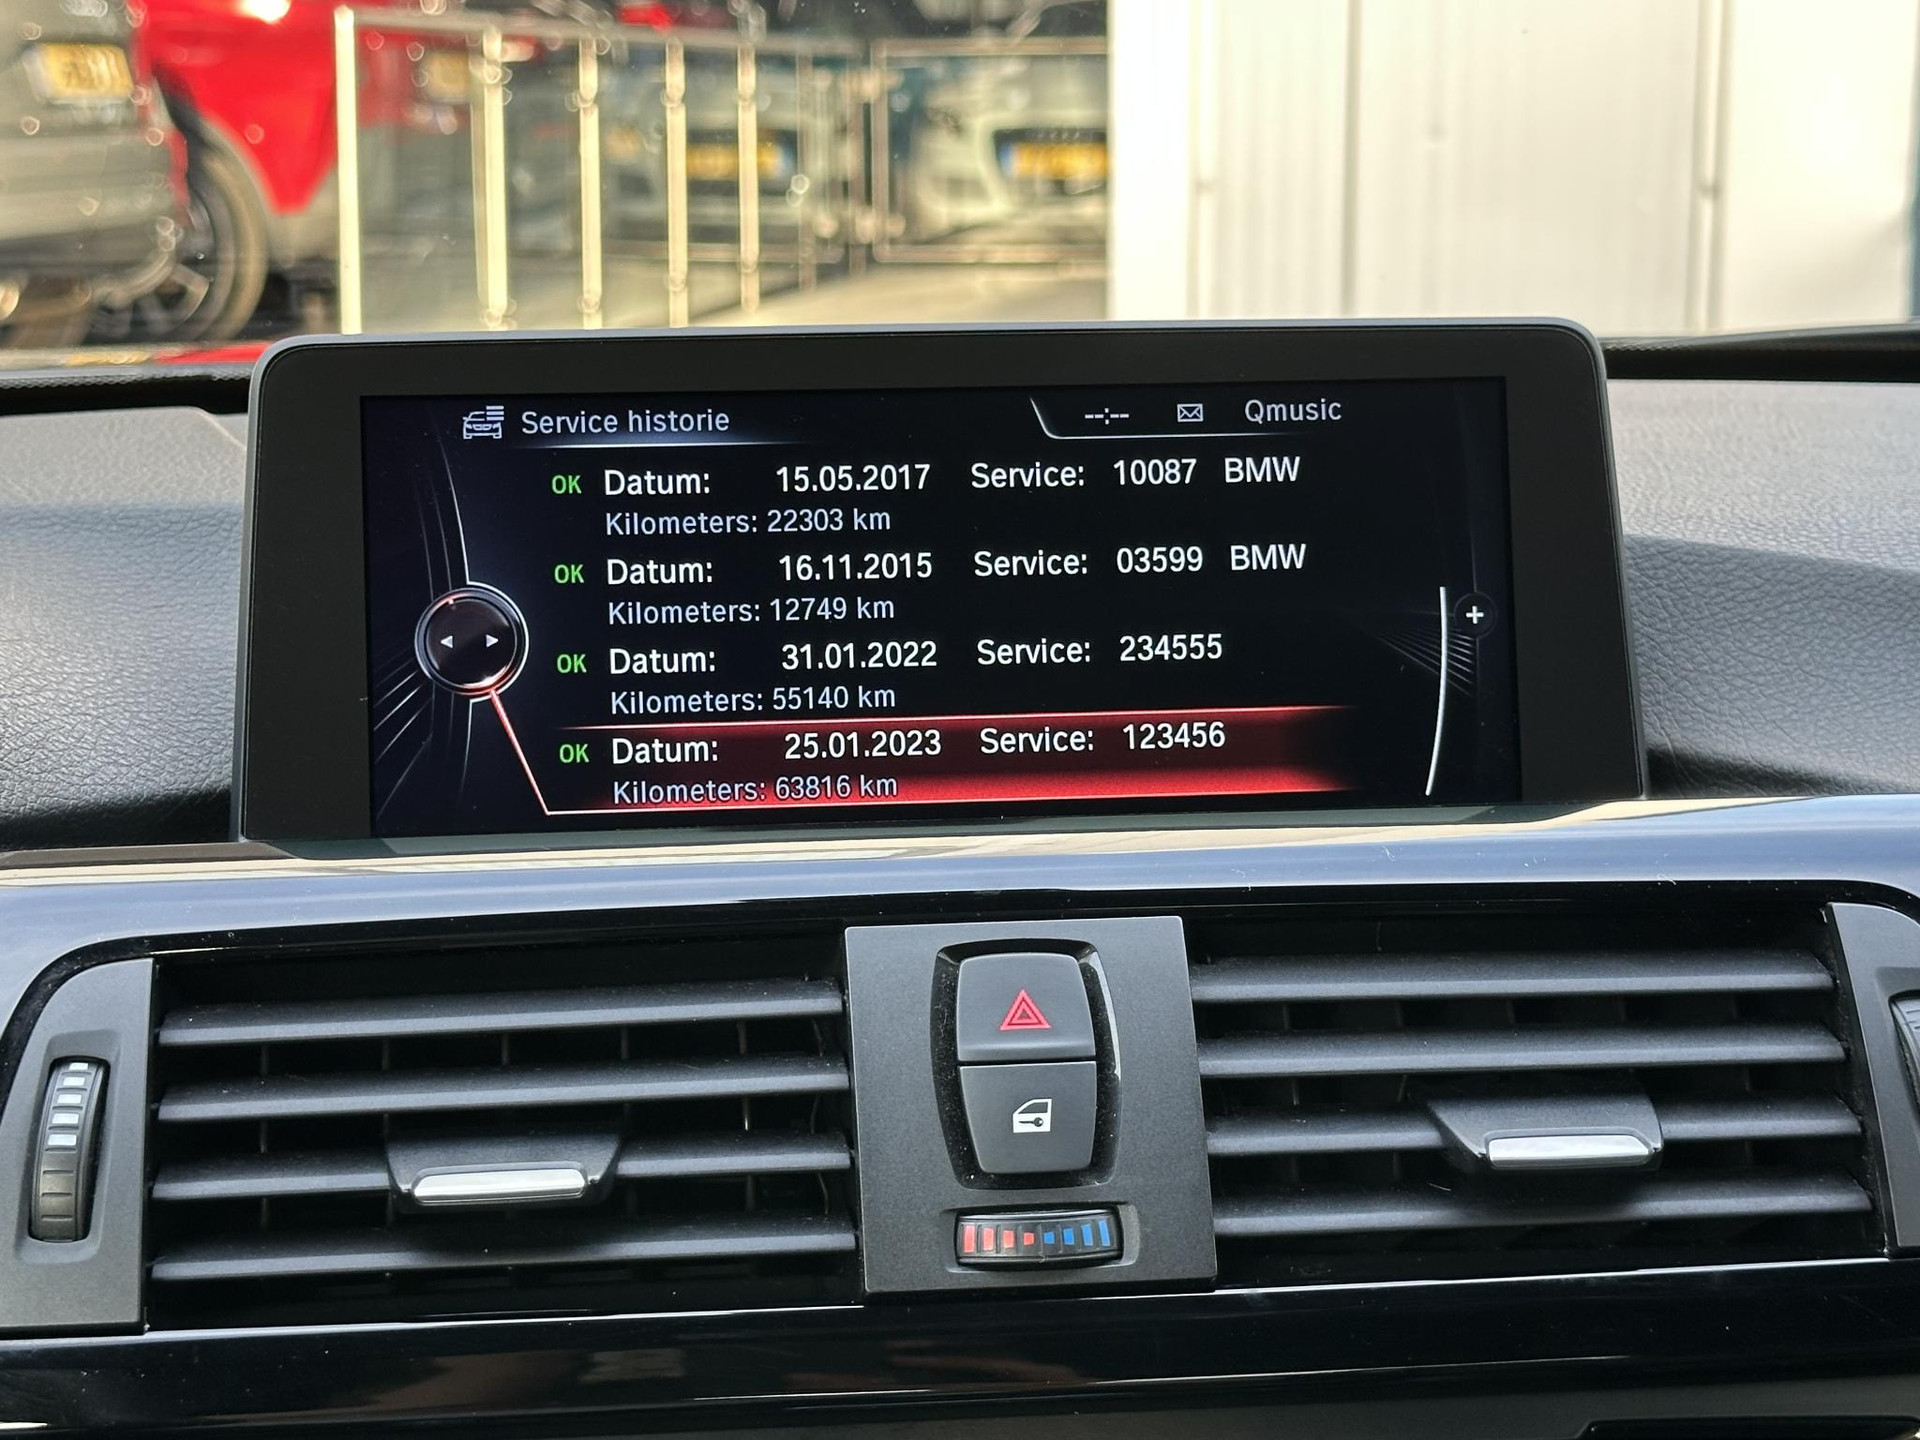 Service historie --:-- Qmusic
OK Datum: 15.05.2017 Service: 10087 BMW
Kilometers: 22303 km
OK Datum: 16.11.2015 Service: 03599 BMW
Kilometers: 12749 km
OK Datum: 31.01.2022 Service: 234555
Kilometers: 55140 km
OK Datum: 25.01.2023 Service: 123456
Kilometers: 63816 km